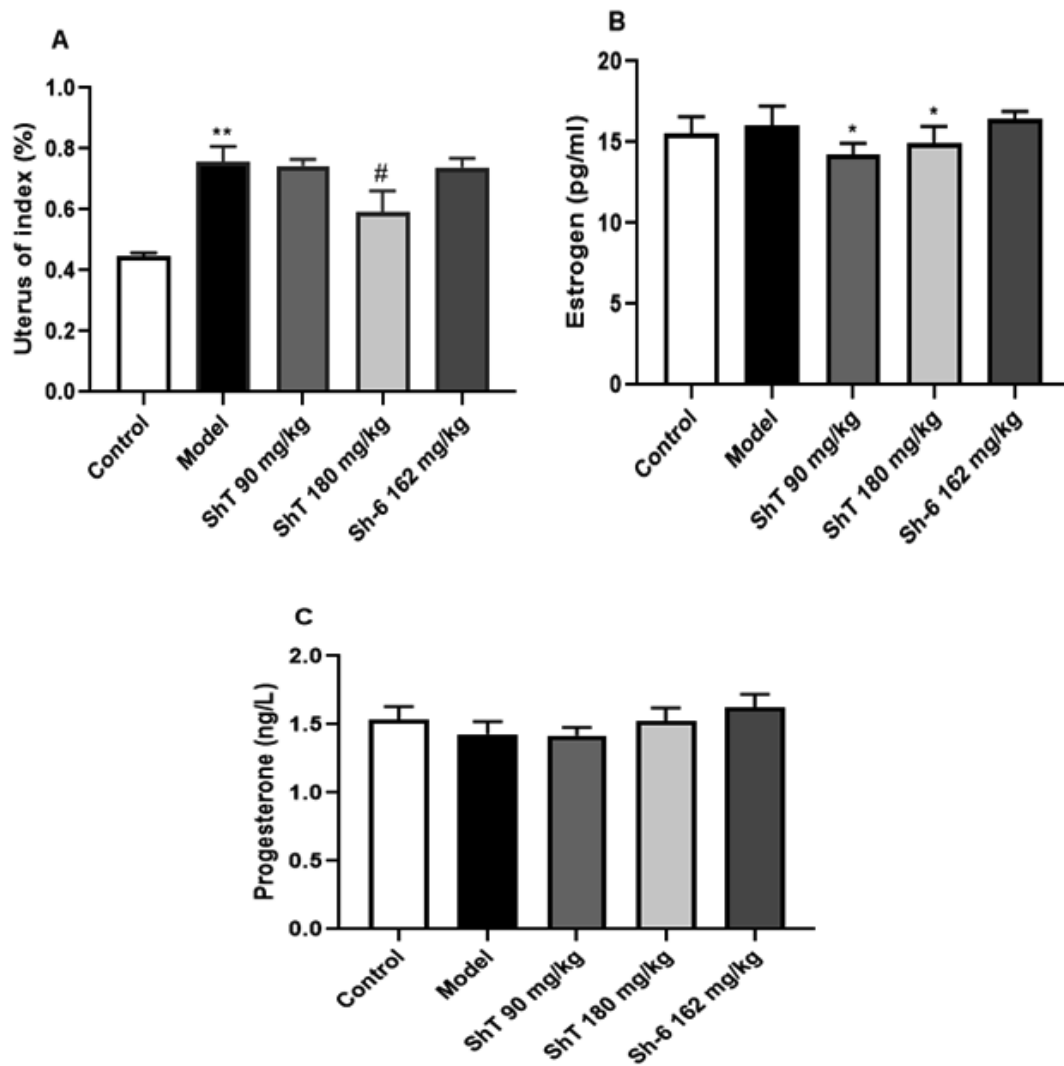 A
Uterus of index (%)
1.0
0.8
0.6
0.4
0.2
0.0
**
#
Control
Model
ShT 90 mg/kg
ShT 180 mg/kg
Sh-6 162 mg/kg
B
Estrogen (pg/ml)
20
15
10
5
0
*
*
Control
Model
ShT 90 mg/kg
ShT 180 mg/kg
Sh-6 162 mg/kg
C
Progesterone (ng/L)
2.0
1.5
1.0
0.5
0.0
Control
Model
ShT 90 mg/kg
ShT 180 mg/kg
Sh-6 162 mg/kg